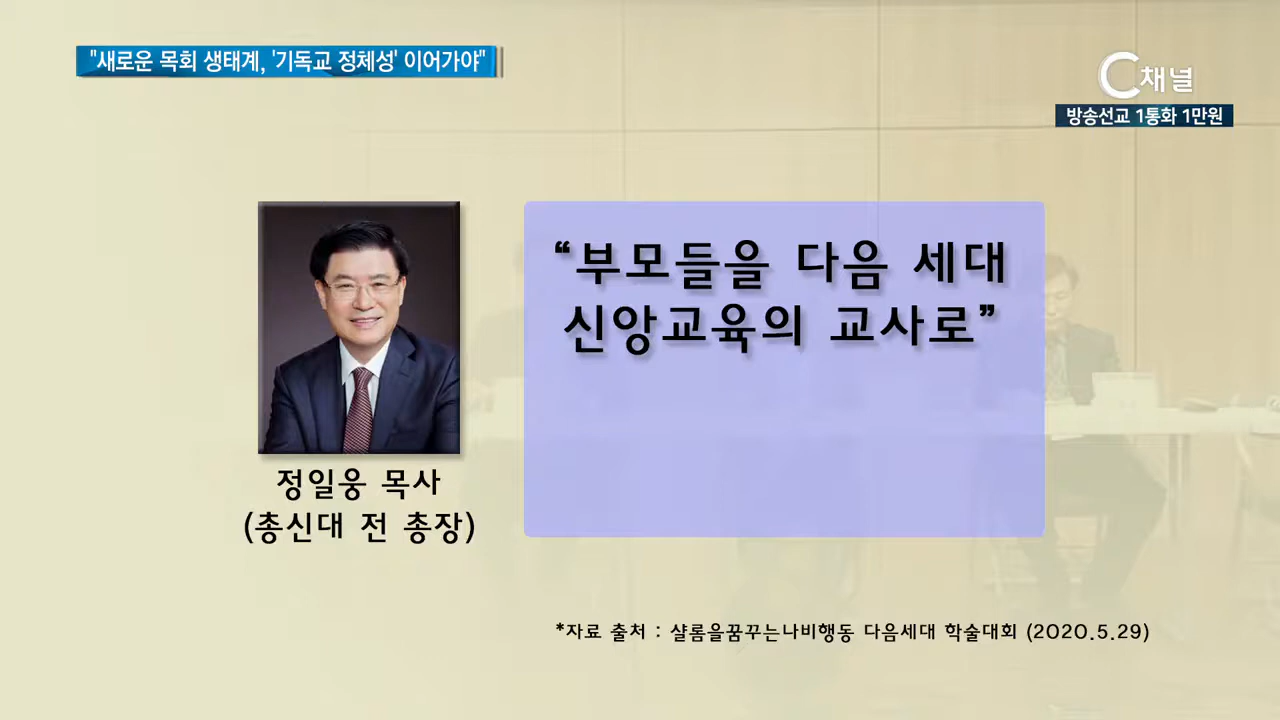 "새로운 목회 생태계, '기독교 정체성' 이어가야"
C채널
방송선교 1통화 1만원
“부모들을 다음 세대
신앙교육의 교사로”
정일웅 목사
(총신대 전 총장)
*자료 출처 : 샬롬을꿈꾸는나비행동 다음세대 학술대회 (2020.5.29)